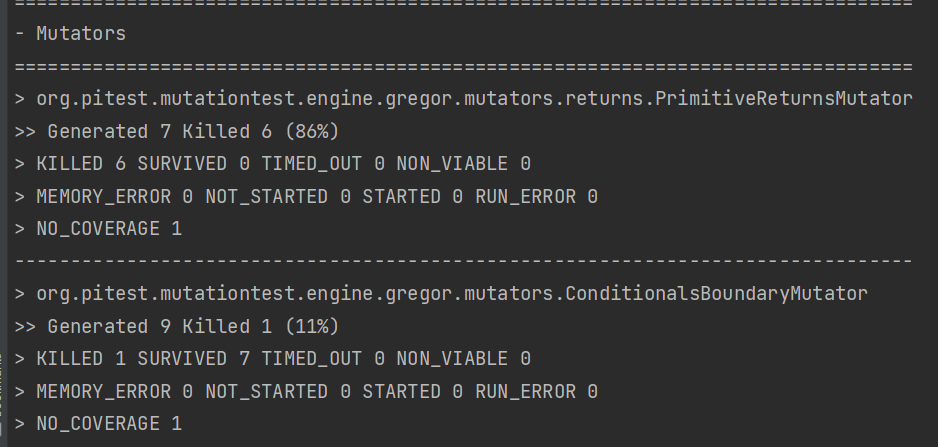 ================================================================================
- Mutators
================================================================================
> org.pitest.mutationtest.engine.gregor.mutators.returns.PrimitiveReturnsMutator
>> Generated 7 Killed 6 (86%)
> KILLED 6 SURVIVED 0 TIMED_OUT 0 NON_VIABLE 0
> MEMORY_ERROR 0 NOT_STARTED 0 STARTED 0 RUN_ERROR 0
> NO_COVERAGE 1
--------------------------------------------------------------------------------
> org.pitest.mutationtest.engine.gregor.mutators.ConditionalsBoundaryMutator
>> Generated 9 Killed 1 (11%)
> KILLED 1 SURVIVED 7 TIMED_OUT 0 NON_VIABLE 0
> MEMORY_ERROR 0 NOT_STARTED 0 STARTED 0 RUN_ERROR 0
> NO_COVERAGE 1